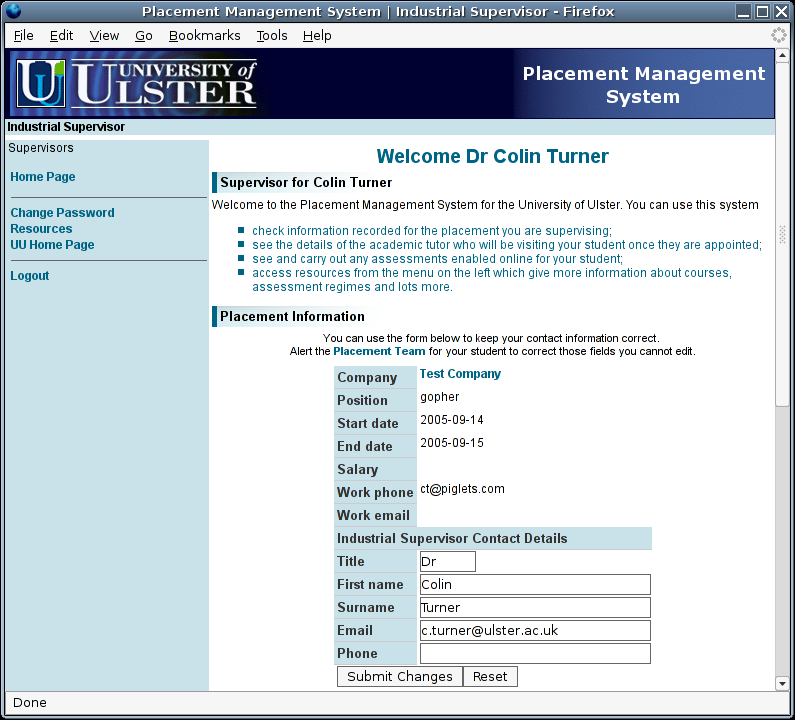 Placement Management System | Industrial Supervisor - Firefox
File Edit View Go Bookmarks Tools Help
UNIVERSITY of
ULSTER
Placement Management
System
Industrial Supervisor
Supervisors
Home Page
Change Password
Resources
UU Home Page
Logout
Welcome Dr Colin Turner
Supervisor for Colin Turner
Welcome to the Placement Management System for the University of Ulster. You can use this system
check information recorded for the placement you are supervising;
see the details of the academic tutor who will be visiting your student once they are appointed;
see and carry out any assessments enabled online for your student;
access resources from the menu on the left which give more information about courses,
assessment regimes and lots more.
Placement Information
You can use the form below to keep your contact information correct.
Alert the Placement Team for your student to correct those fields you cannot edit.
Company Test Company
Position gopher
Start date 2005-09-14
End date 2005-09-15
Salary
Work phone ct@piglets.com
Work email
Industrial Supervisor Contact Details
Title Dr
First name Colin
Surname Turner
Email c.turner@ulster.ac.uk
Phone
Submit Changes Reset
Done